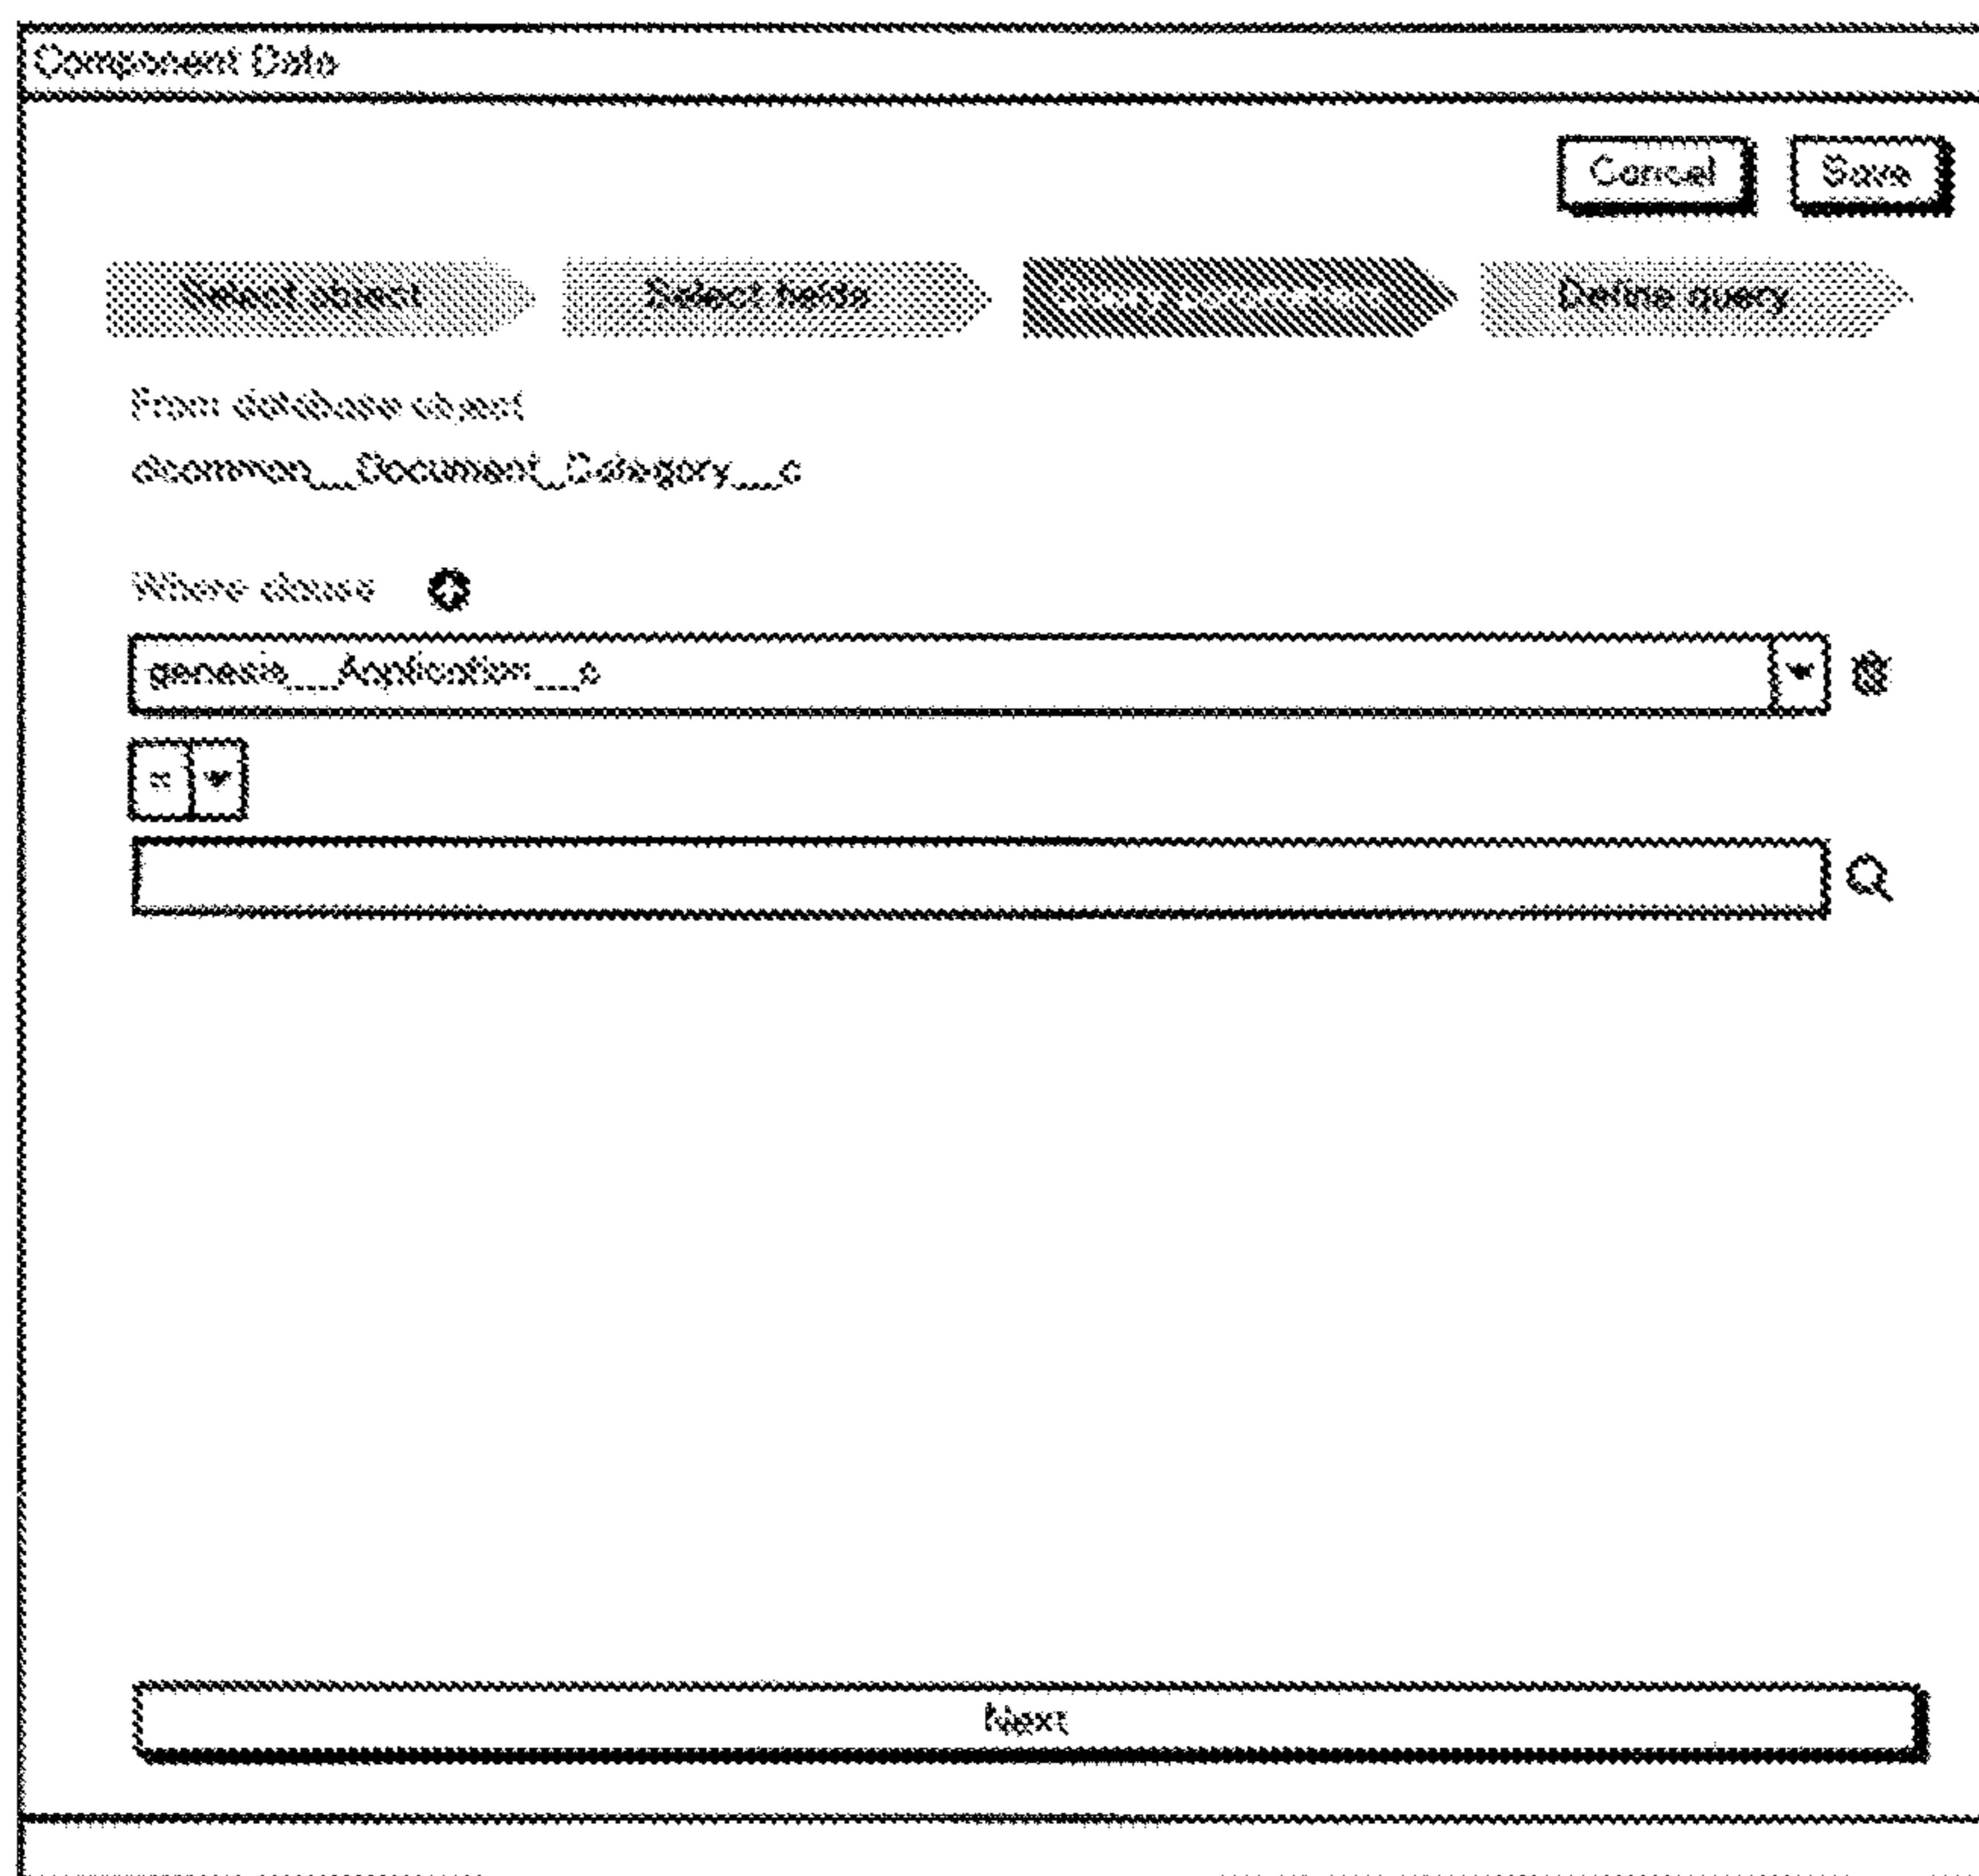 Component Data
Cancel Save
Select object Select fields Define query
From database object
dcommon__Document_Category__c
Where clause
genesis__Application__c
=
Next